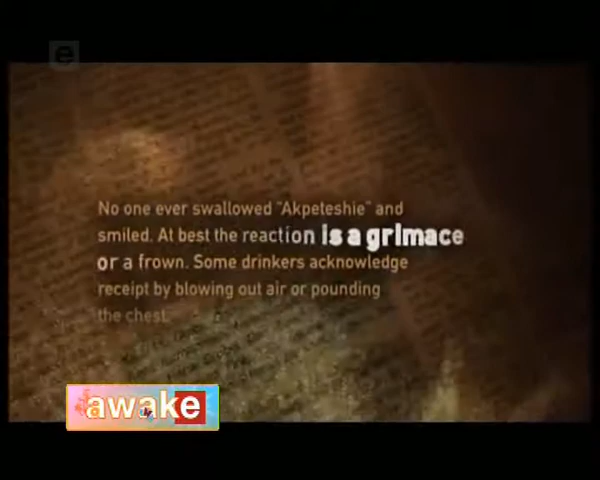 e
No one ever swallowed "Akpeteshie" and
smiled. At best the reaction is a grimace
or a frown. Some drinkers acknowledge
receipt by blowing out air or pounding
the chest.
awake